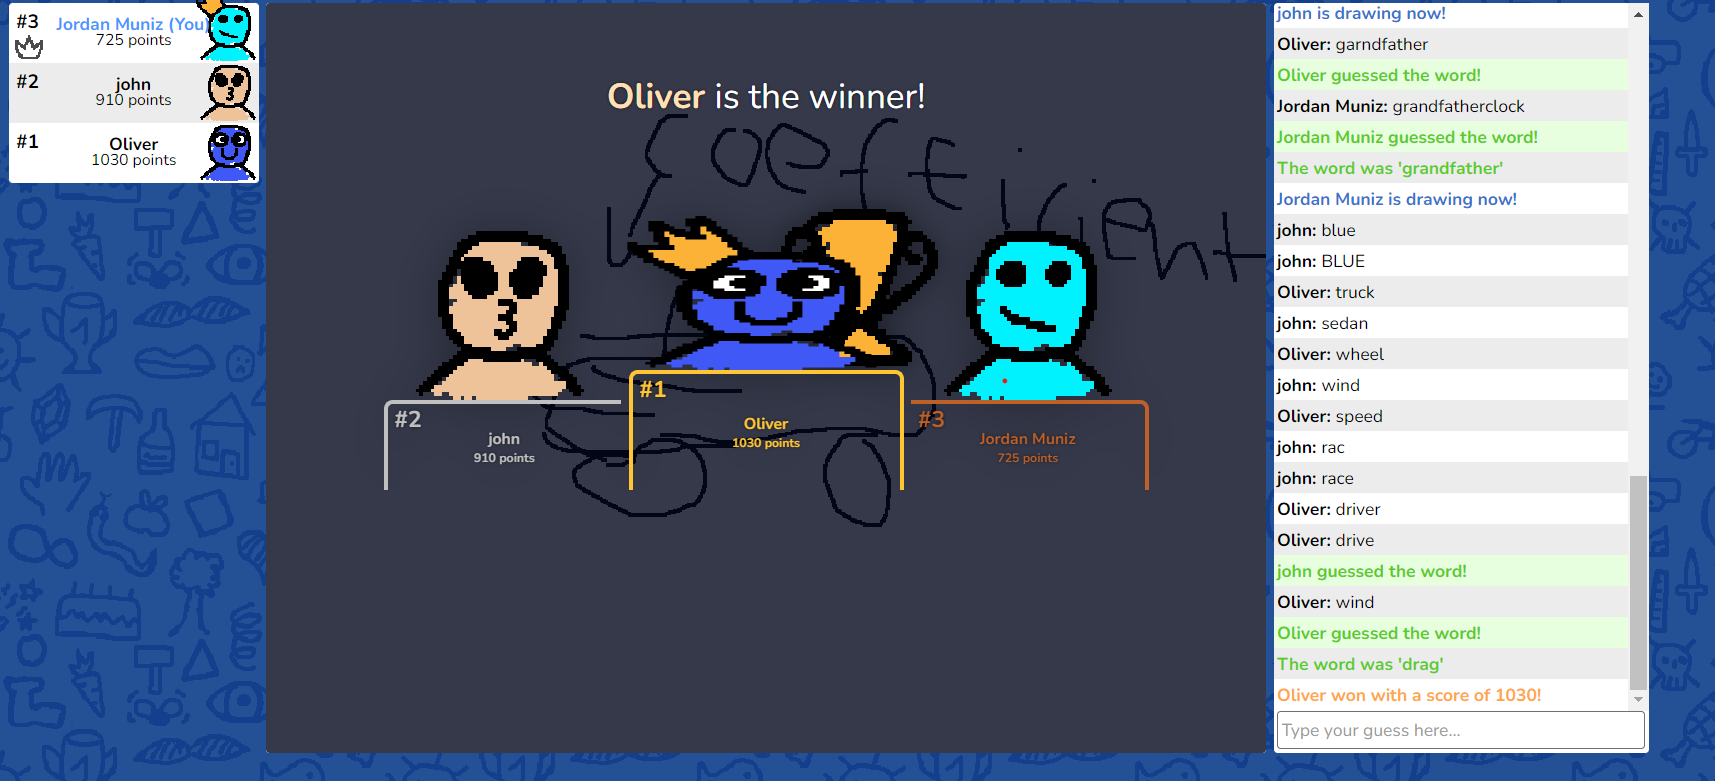 #3
Jordan Muniz (You)
725 points
#2
john
910 points
#1
Oliver
1030 points
Oliver is the winner!
Coefficient
#2
john
910 points
#1
Oliver
1030 points
#3
Jordan Muniz
725 points
john is drawing now!
Oliver: garndfather
Oliver guessed the word!
Jordan Muniz: grandfatherclock
Jordan Muniz guessed the word!
The word was 'grandfather'
Jordan Muniz is drawing now!
john: blue
john: BLUE
Oliver: truck
john: sedan
Oliver: wheel
john: wind
Oliver: speed
john: rac
john: race
Oliver: driver
Oliver: drive
john guessed the word!
Oliver: wind
Oliver guessed the word!
The word was 'drag'
Oliver won with a score of 1030!
Type your guess here...